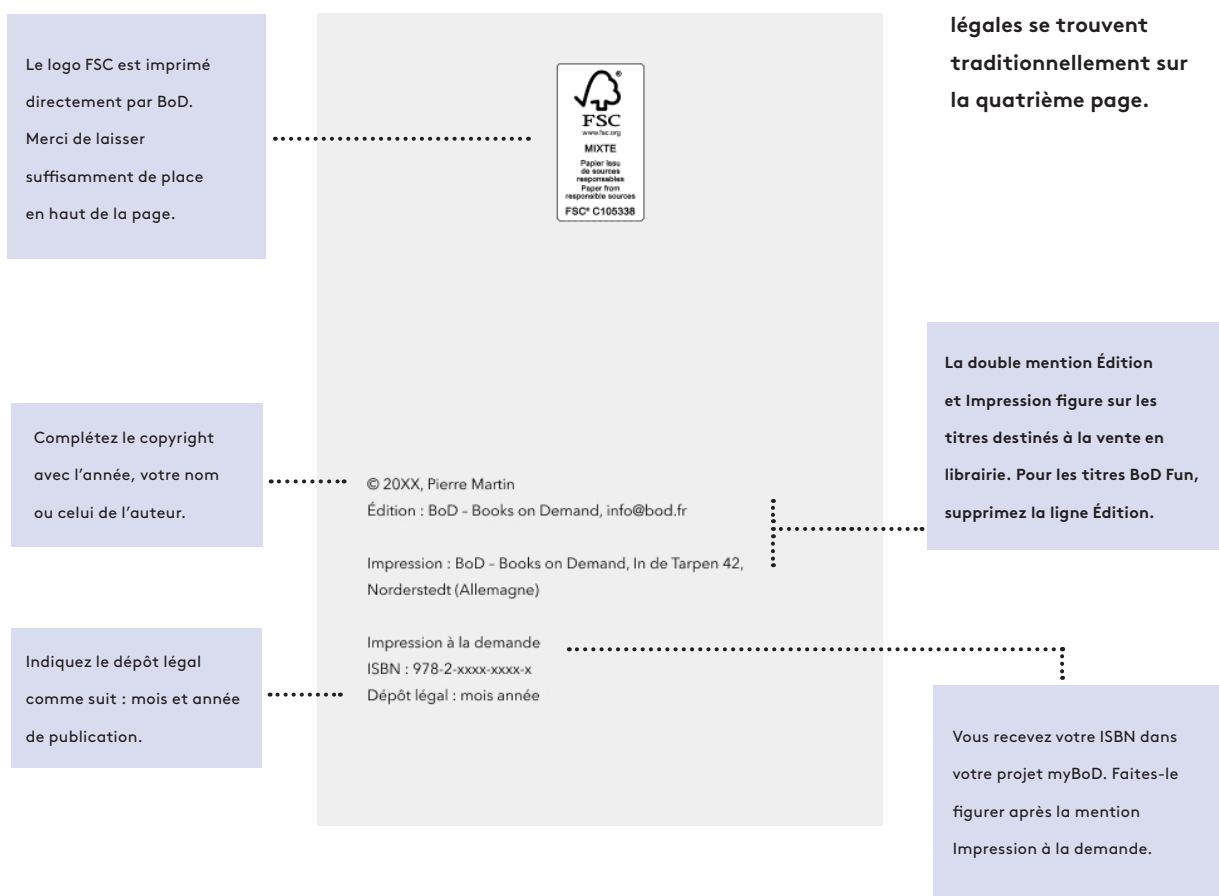 légales se trouvent
traditionnellement sur
la quatrième page.
Le logo FSC est imprimé
directement par BoD.
Merci de laisser
suffisamment de place
en haut de la page.
FSC
www.fsc.org
MIXTE
Papier issu
de sources
responsables
Paper from
responsible sources
FSC® C105338
La double mention Édition
et Impression figure sur les
titres destinés à la vente en
librairie. Pour les titres BoD Fun,
supprimez la ligne Édition.
Complétez le copyright
avec l’année, votre nom
ou celui de l’auteur.
© 20XX, Pierre Martin
Édition : BoD – Books on Demand, info@bod.fr
Impression : BoD – Books on Demand, In de Tarpen 42,
Norderstedt (Allemagne)
Impression à la demande
ISBN : 978-2-xxxx-xxxx-x
Dépôt légal : mois année
Indiquez le dépôt légal
comme suit : mois et année
de publication.
Vous recevez votre ISBN dans
votre projet myBoD. Faites-le
figurer après la mention
Impression à la demande.